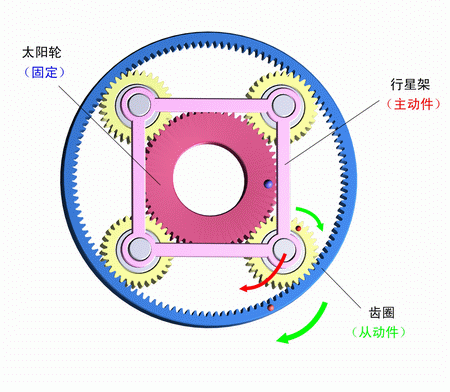 太阳轮
（固定）
行星架
（主动件）
齿圈
（从动件）